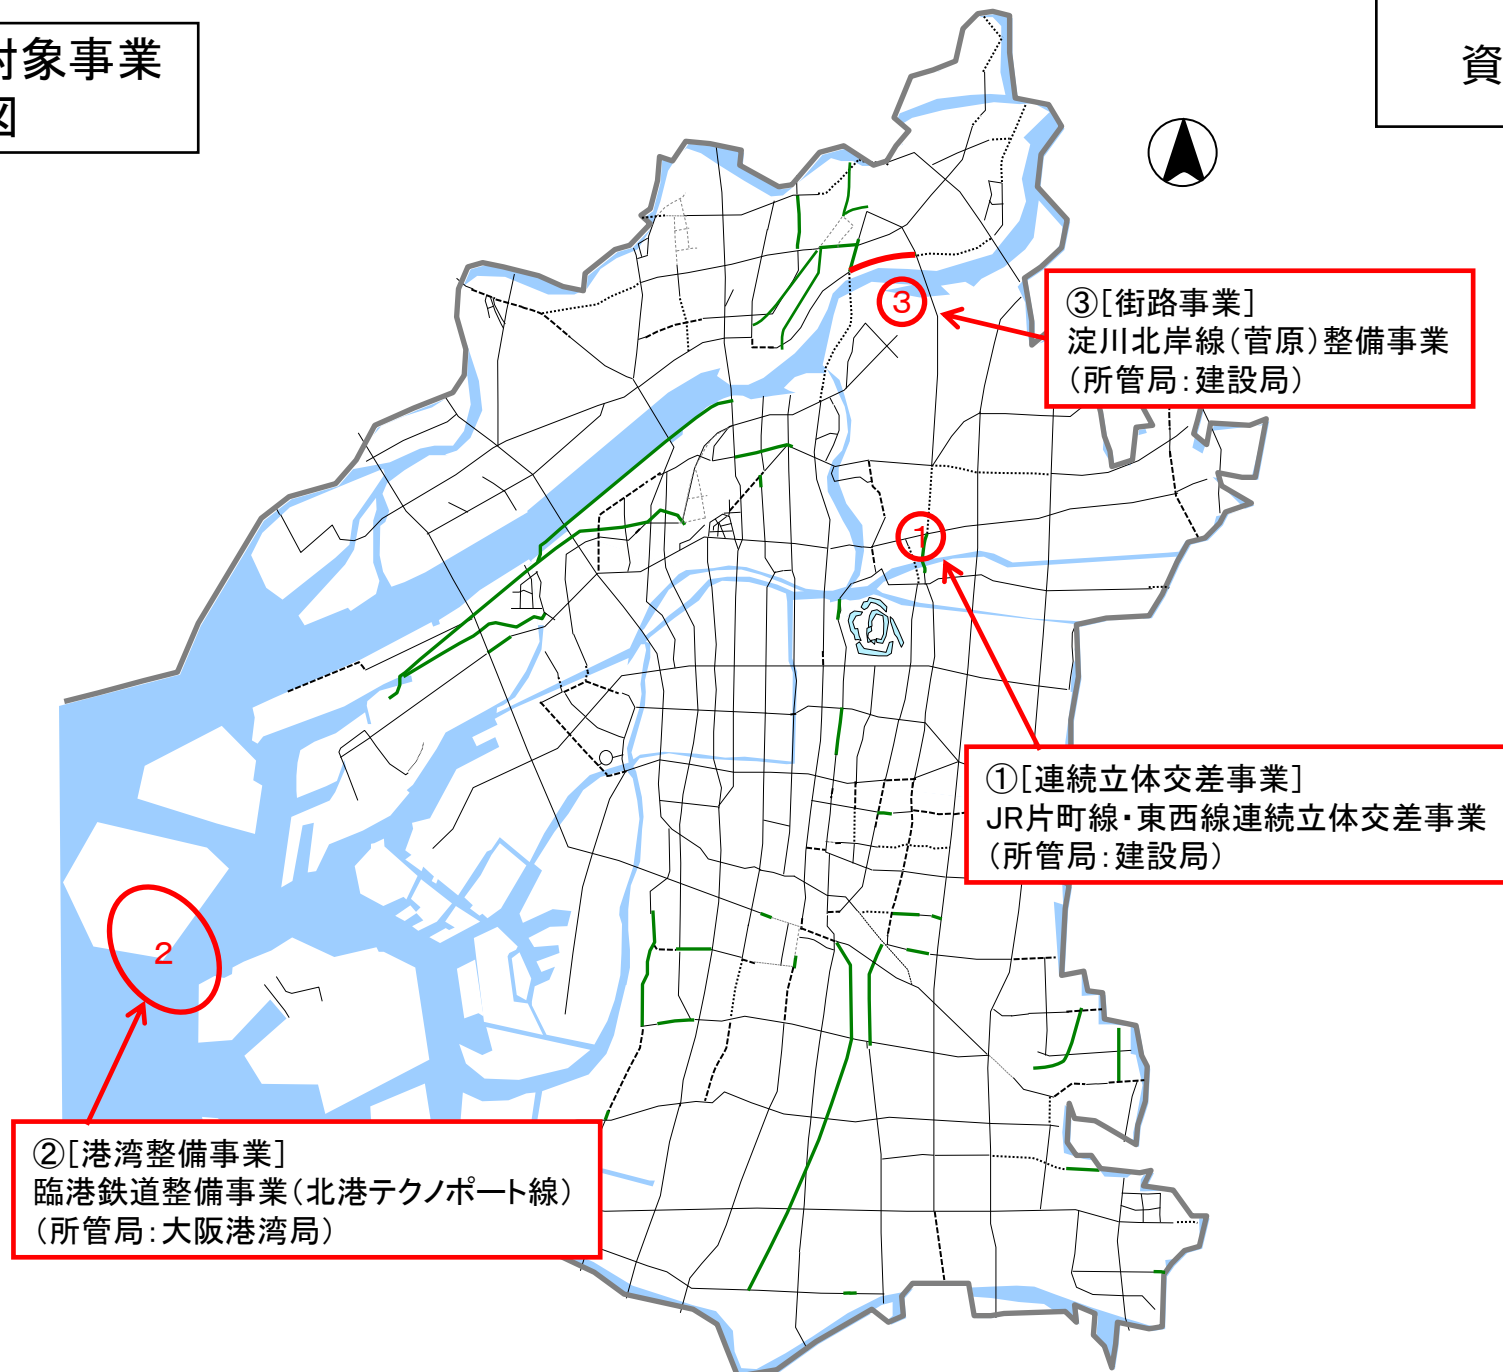 対象事業
図
資
3
③[街路事業]
淀川北岸線(菅原)整備事業
(所管局:建設局)
1
①[連続立体交差事業]
JR片町線・東西線連続立体交差事業
(所管局:建設局)
2
②[港湾整備事業]
臨港鉄道整備事業(北港テクノポート線)
(所管局:大阪港湾局)